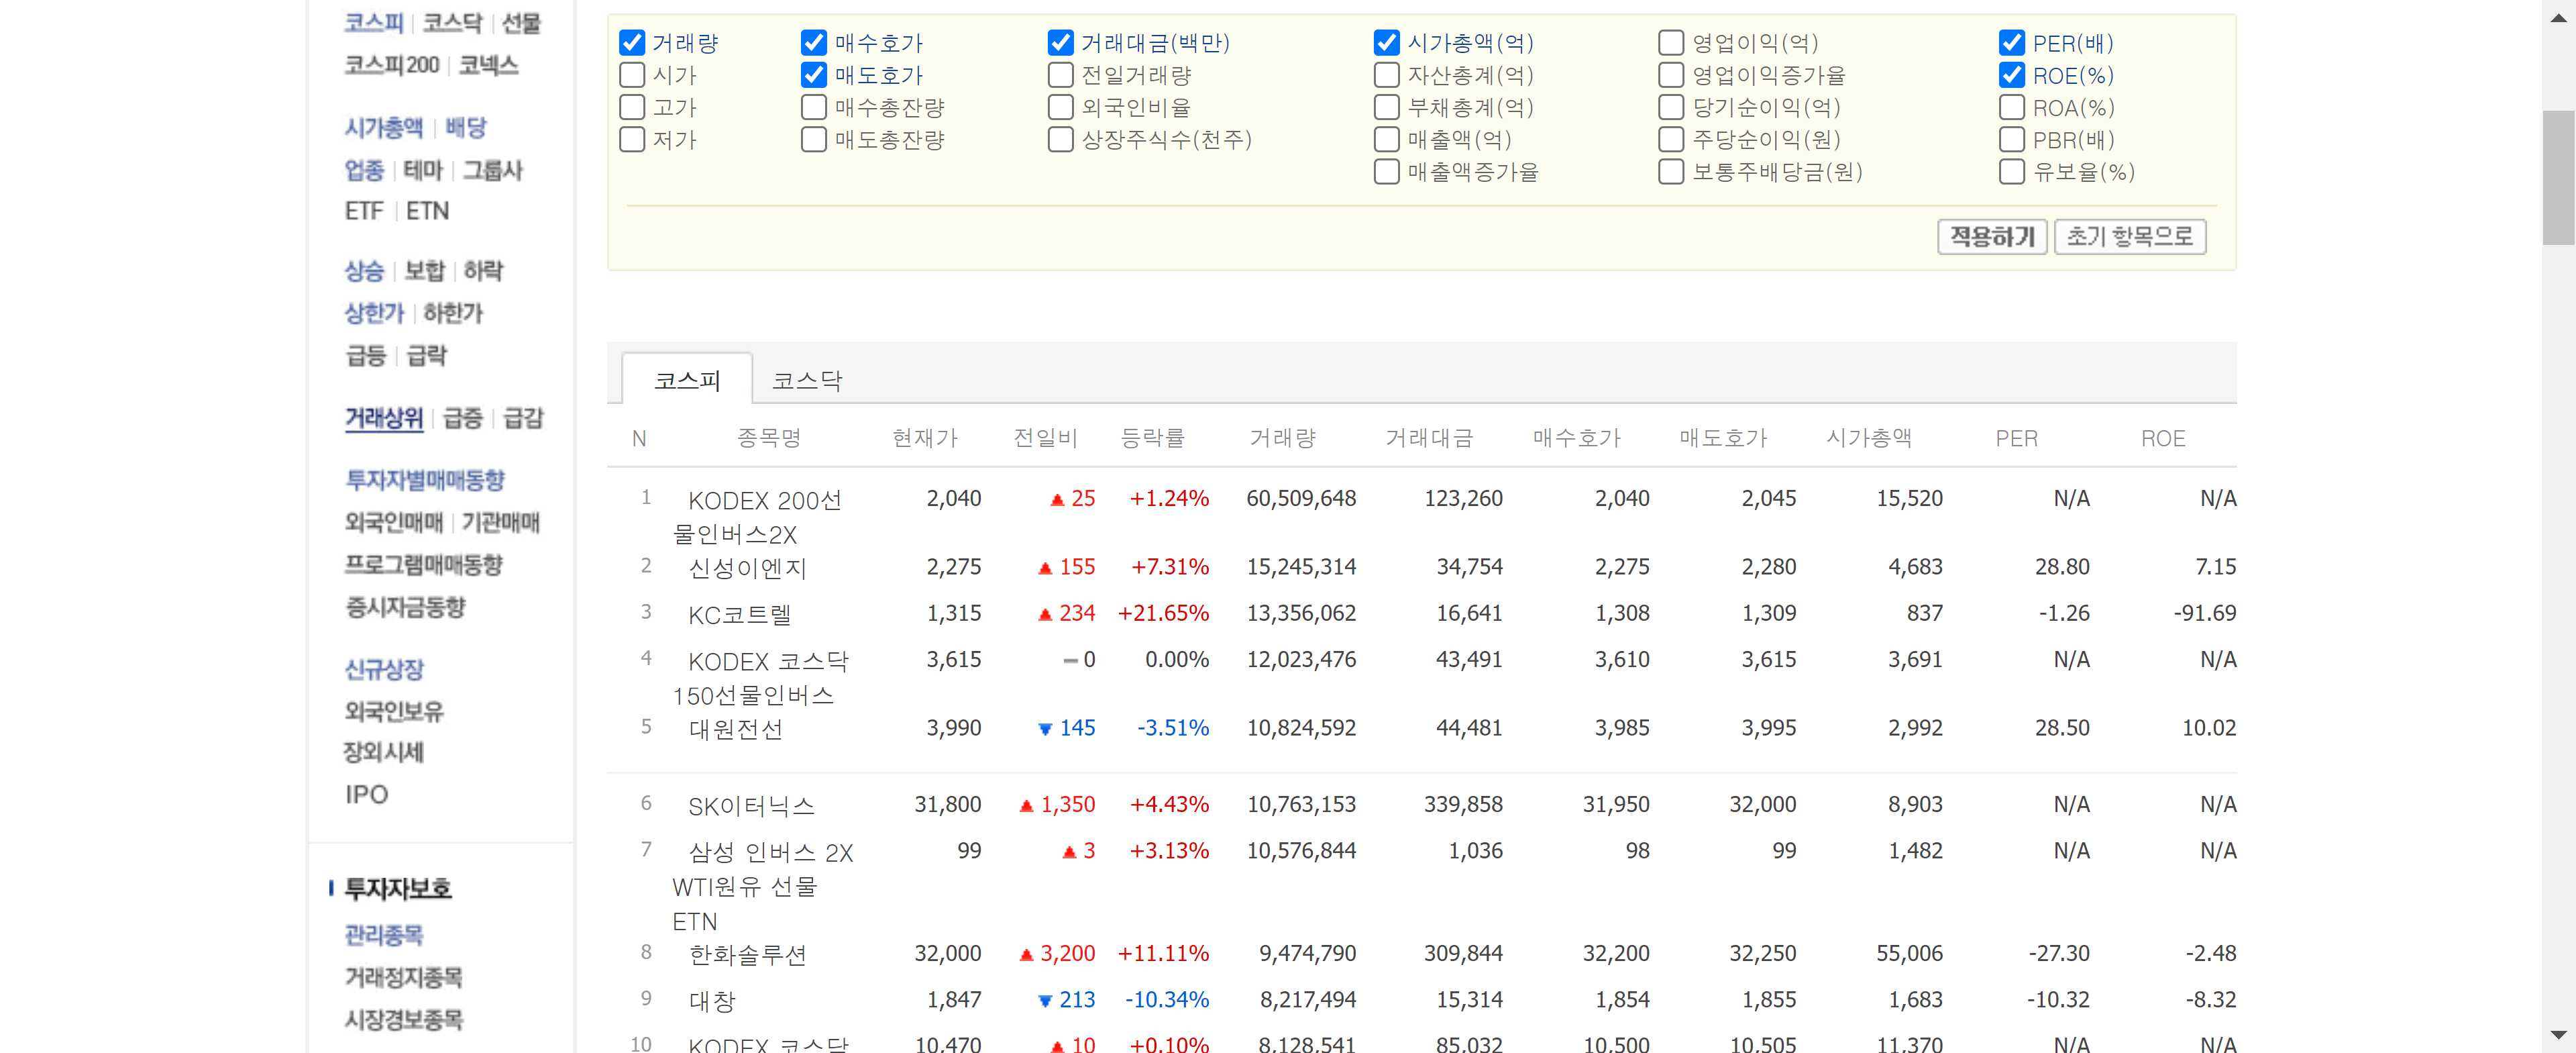 코스피 | 코스닥 | 선물
코스피200 | 코넥스
시가총액 | 배당
업종 | 테마 | 그룹사
ETF | ETN
상승 | 보합 | 하락
상한가 | 하한가
급등 | 급락
거래상위 | 급증 | 급감
투자자별매매동향
외국인매매 | 기관매매
프로그램매매동향
증시자금동향
신규상장
외국인보유
장외시세
IPO
투자자보호
관리종목
거래정지종목
시장경보종목
거래량 매수호가 거래대금(백만) 시가총액(억) 영업이익(억) PER(배)
시가 매도호가 전일거래량 자산총계(억) 영업이익증가율 ROE(%)
고가 매수총잔량 외국인비율 부채총계(억) 당기순이익(억) ROA(%)
저가 매도총잔량 상장주식수(천주) 매출액(억) 주당순이익(원) PBR(배)
매출액증가율 보통주배당금(원) 유보율(%)
적용하기 초기 항목으로
코스피 코스닥
N 종목명 현재가 전일비 등락률 거래량 거래대금 매수호가 매도호가 시가총액 PER ROE
1 KODEX 200선 2,040 ▲ 25 +1.24% 60,509,648 123,260 2,040 2,045 15,520 N/A N/A
물인버스2X
2 신성이엔지 2,275 ▲ 155 +7.31% 15,245,314 34,754 2,275 2,280 4,683 28.80 7.15
3 KC코트렐 1,315 ▲ 234 +21.65% 13,356,062 16,641 1,308 1,309 837 -1.26 -91.69
4 KODEX 코스닥 3,615 – 0 0.00% 12,023,476 43,491 3,610 3,615 3,691 N/A N/A
150선물인버스
5 대원전선 3,990 ▼ 145 -3.51% 10,824,592 44,481 3,985 3,995 2,992 28.50 10.02
6 SK이터닉스 31,800 ▲ 1,350 +4.43% 10,763,153 339,858 31,950 32,000 8,903 N/A N/A
7 삼성 인버스 2X 99 ▲ 3 +3.13% 10,576,844 1,036 98 99 1,482 N/A N/A
WTI원유 선물
ETN
8 한화솔루션 32,000 ▲ 3,200 +11.11% 9,474,790 309,844 32,200 32,250 55,006 -27.30 -2.48
9 대창 1,847 ▼ 213 -10.34% 8,217,494 15,314 1,854 1,855 1,683 -10.32 -8.32
10 KODEX 코스닥 10,470 ▲ 10 +0.10% 8,128,541 85,032 10,500 10,505 11,370 N/A N/A